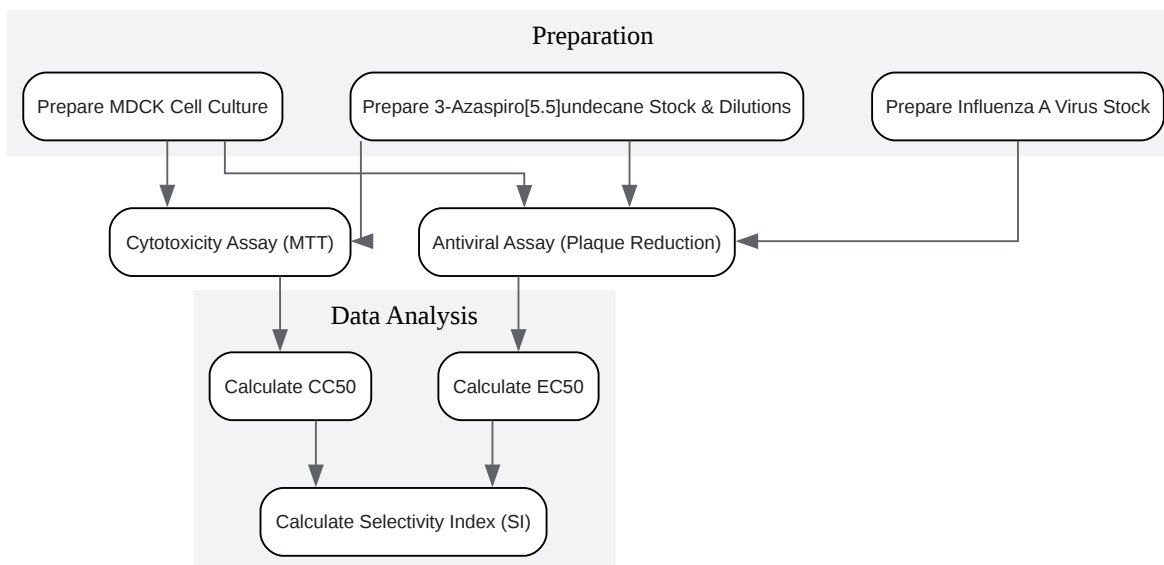 Preparation
Prepare MDCK Cell Culture
Prepare 3-Azaspiro[5.5]undecane Stock & Dilutions
Prepare Influenza A Virus Stock
Cytotoxicity Assay (MTT)
Antiviral Assay (Plaque Reduction)
Data Analysis
Calculate CC50
Calculate EC50
Calculate Selectivity Index (SI)